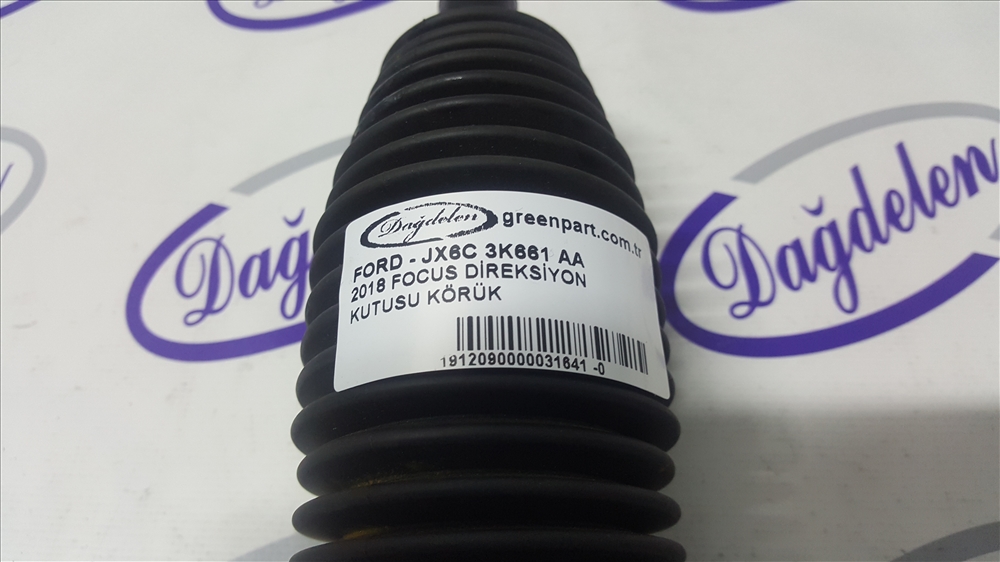 Dağdelen
Dağdelen
Dağdelen greenpart.com.tr
FORD - JX6C 3K661 AA
2018 FOCUS DİREKSİYON
KUTUSU KÖRÜK
1912090000031641 -0